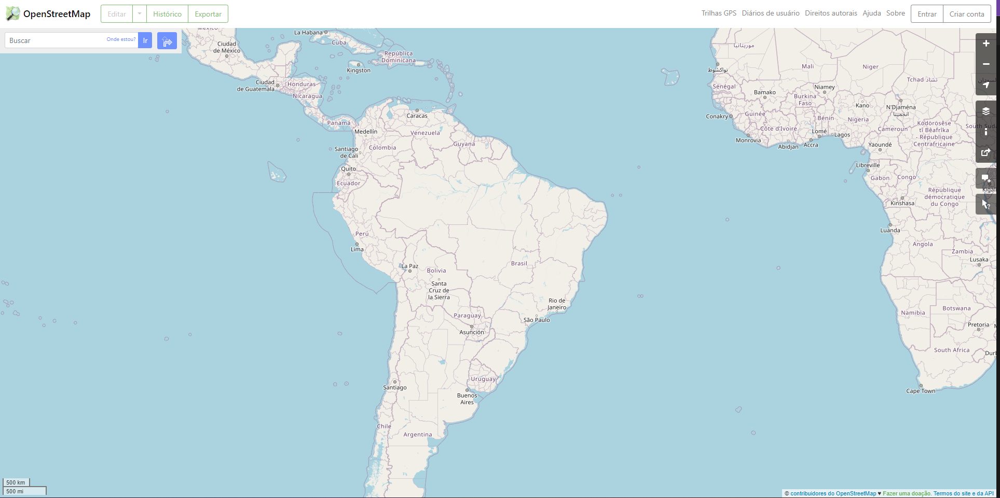 OpenStreetMap
Editar
Histórico
Exportar
Trilhas GPS
Diários de usuário
Direitos autorais
Ajuda
Sobre
Entrar
Criar conta
Buscar
Onde estou?
Ir
México
La Habana
Cuba
Ciudad
de México
República
Dominicana
Kingston
Ciudad
de Guatemala
Honduras
Nicaragua
Panamá
Caracas
Medellín
Venezuela
Guyana
Colombia
Santiago
de Cali
Quito
Ecuador
Perú
Lima
La Paz
Bolivia
Santa
Cruz de
la Sierra
Brasil
Rio de
Janeiro
São Paulo
Paraguay
Asunción
Uruguay
Santiago
Buenos
Aires
Chile
Argentina
موريتانيا
نواكشوط
Mali
Niger
Tchad تشاد
السودان
Sénégal
Bamako
Niamey
Burkina
Faso
Kano
N'Djaména
انجمينا
Conakry
Guinée
Bénin
Nigeria
Côte d'Ivoire
Cameroun
Ködörösêse
tî Bêafrîka
- République
Centrafricaine
South Suda
Monrovia
Lomé
Lagos
Abidjan
Accra
Yaoundé
Libreville
Gabon
Congo
Kigali
République
démocratique
du Congo
Kinshasa
Luanda
Angola
Zambia
Lusaka
Namibia
Botswana
Pretoria
South Africa
Durb
Cape Town
500 km
500 mi
© contribuidores do OpenStreetMap ♥ Fazer uma doação. Termos do site e da API